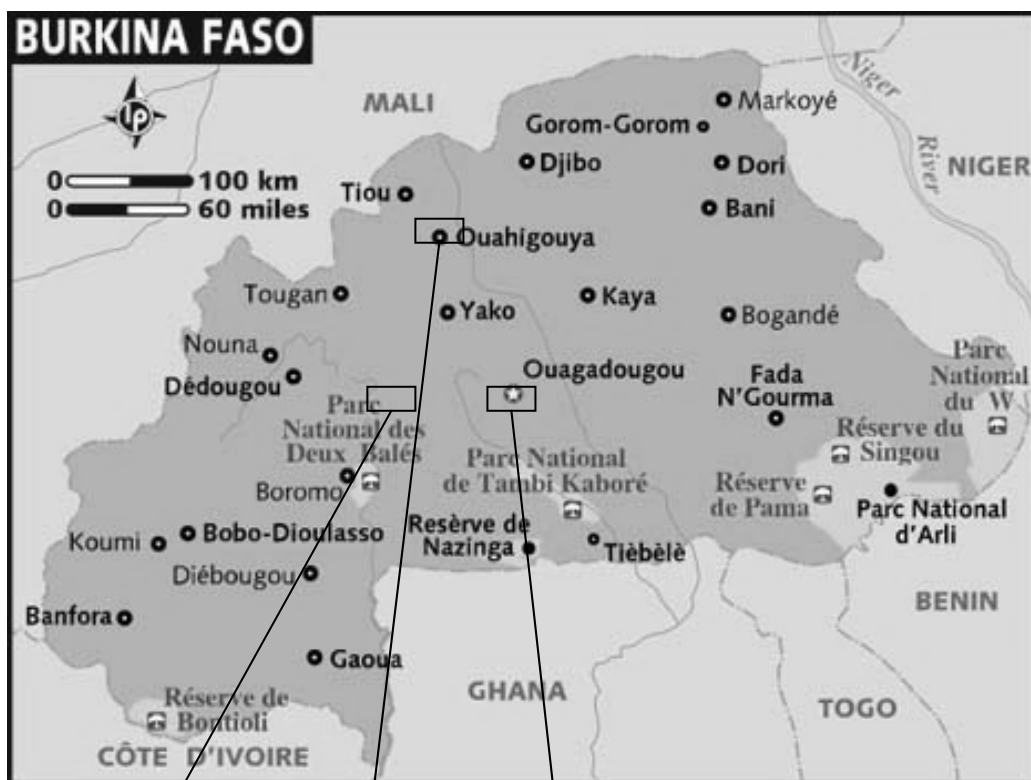 BURKINA FASO
lp
MALI
Niger
River
NIGER
Markoyé
Gorom-Gorom
Djibo
Dori
0 100 km
0 60 miles
Tiou
Bani
Ouahigouya
Tougan
Kaya
Yako
Bogandé
Nouna
Ouagadougou
Dédougou
Fada
N'Gourma
Parc
National
du W
Parc
National des
Deux Balés
Réserve du
Singou
Parc National
de Tambi Kaboré
Boromo
Réserve
de Pama
Parc National
d'Arli
Bobo-Dioulasso
Koumi
Resèrve de
Nazinga
Tièbèlè
Diébougou
BENIN
Banfora
Gaoua
GHANA
TOGO
Réserve de
Bontioli
CÔTE D'IVOIRE